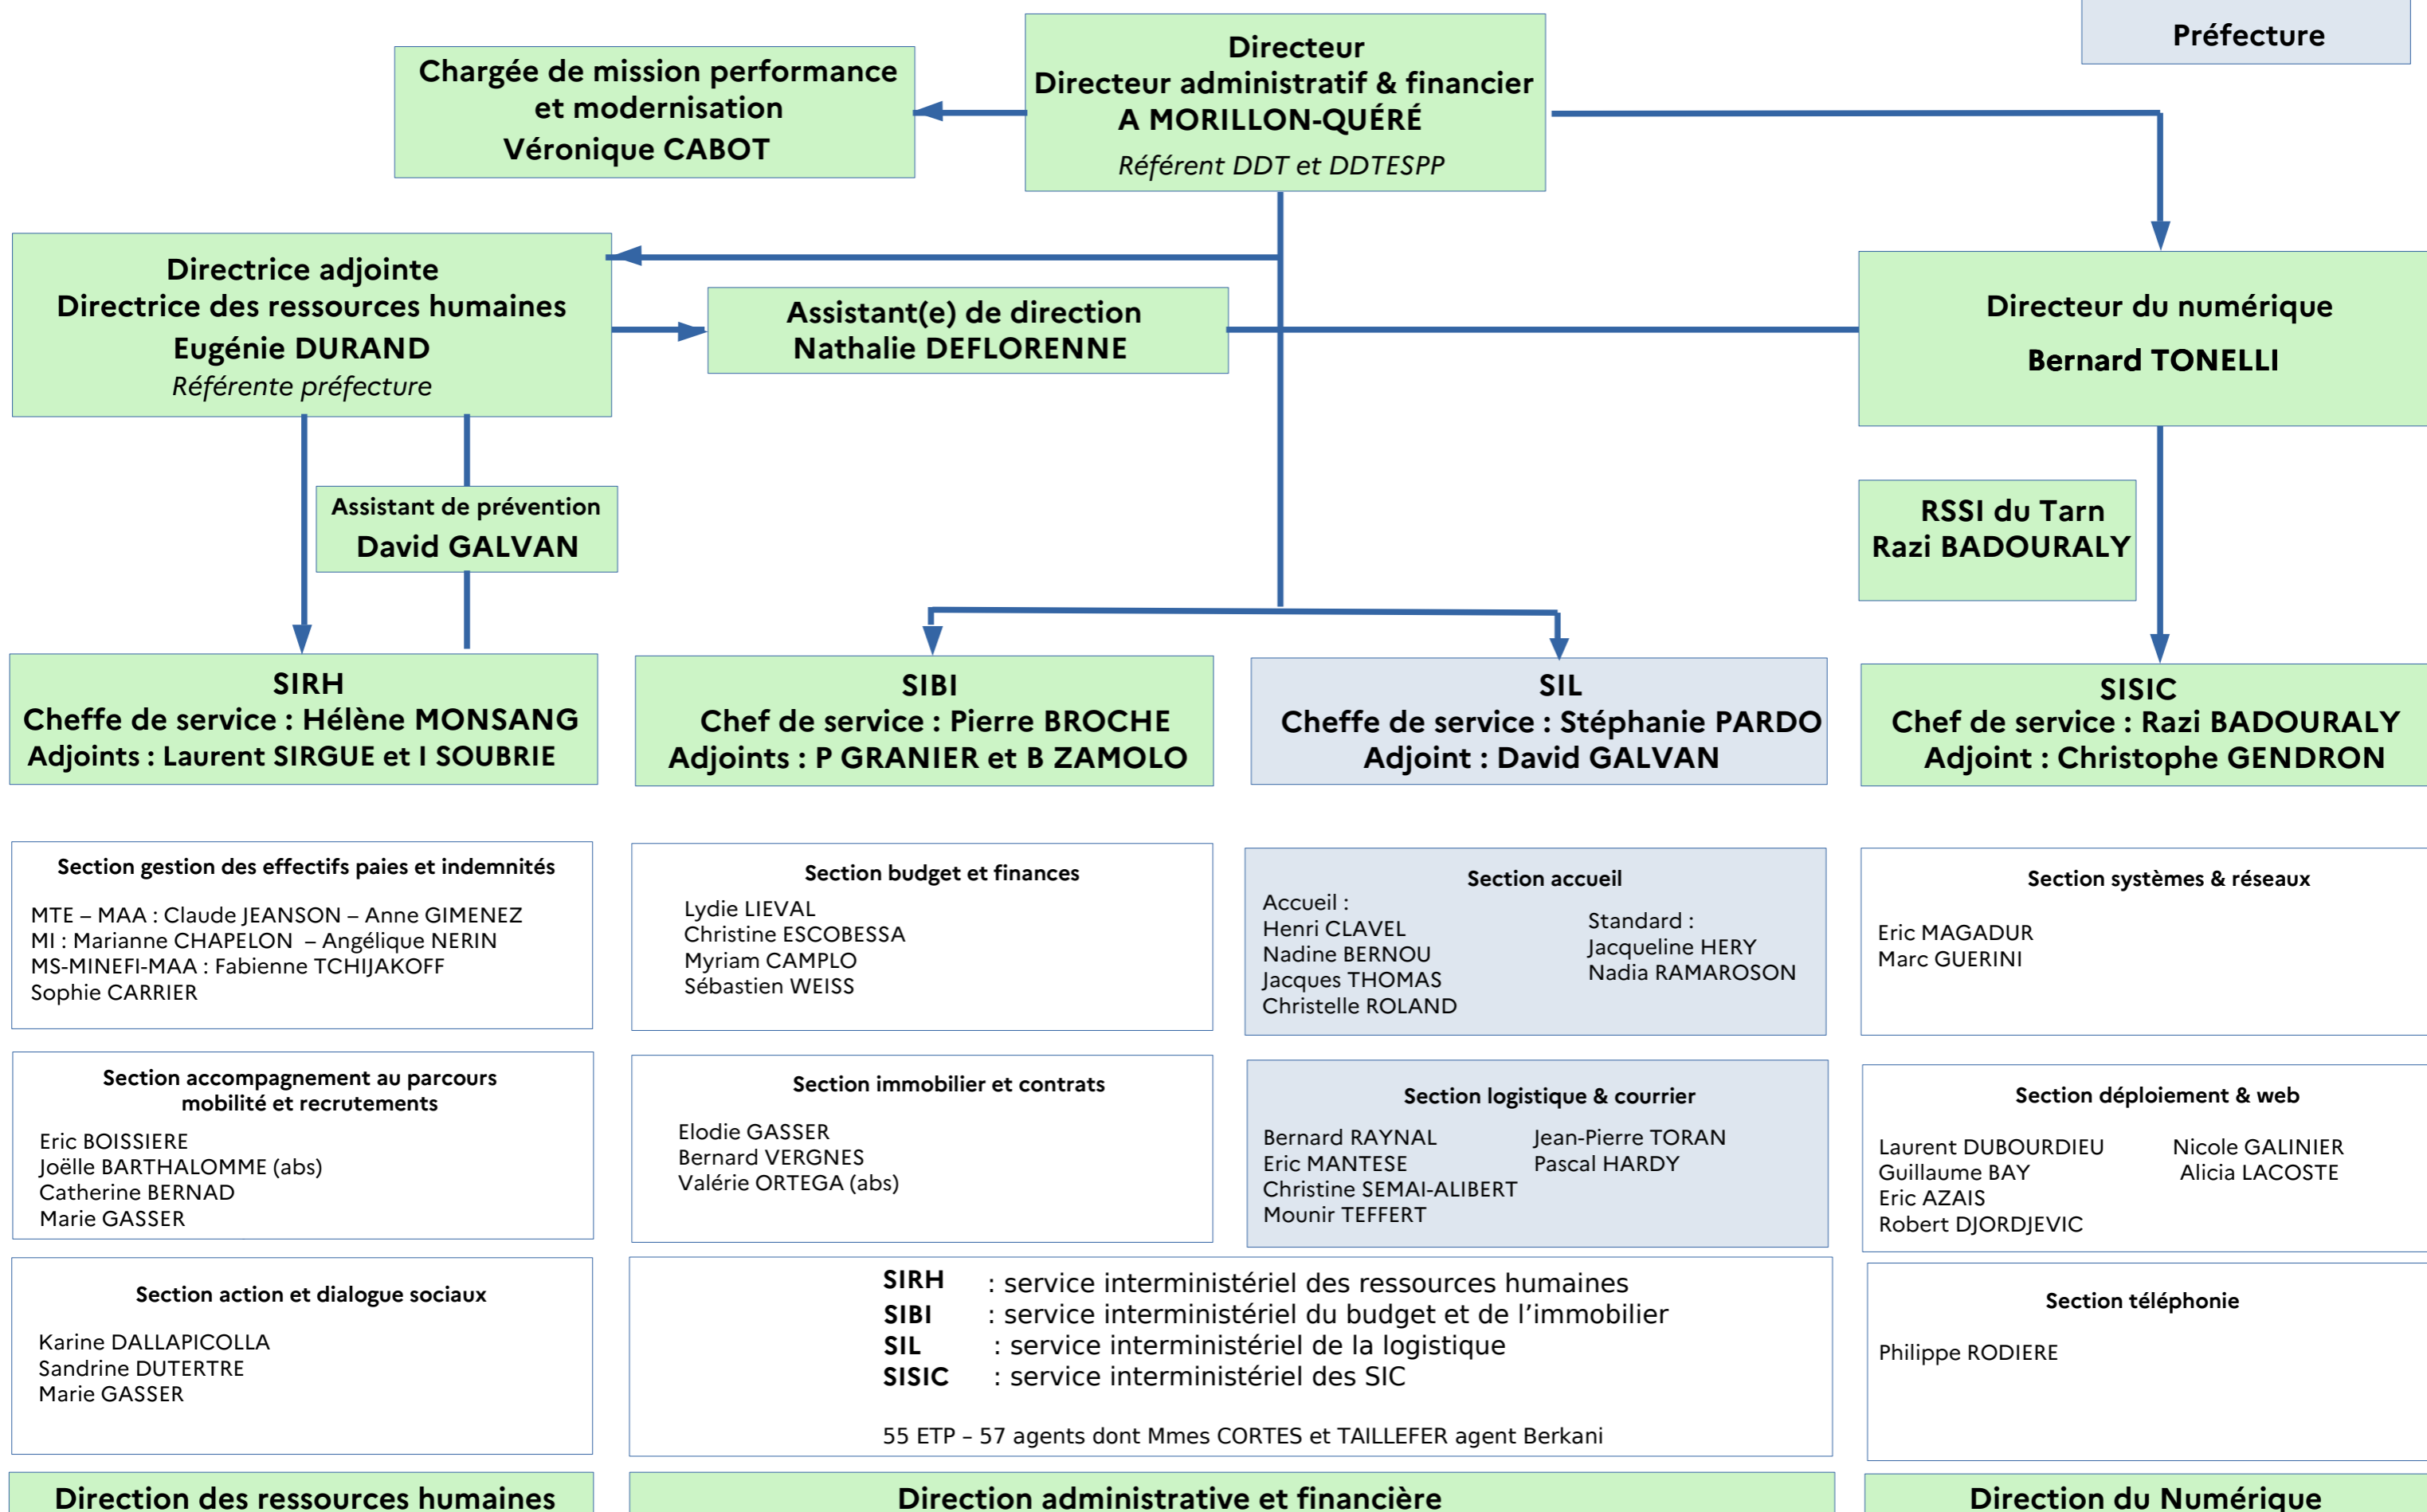 Préfecture
Directeur
Directeur administratif & financier
A MORILLON-QUÉRÉ
Référent DDT et DDTESPP
Chargée de mission performance
et modernisation
Véronique CABOT
Directrice adjointe
Directrice des ressources humaines
Eugénie DURAND
Référente préfecture
Assistant(e) de direction
Nathalie DEFLORENNE
Directeur du numérique
Bernard TONELLI
Assistant de prévention
David GALVAN
RSSI du Tarn
Razi BADOURALY
SIRH
Cheffe de service : Hélène MONSANG
Adjoints : Laurent SIRGUE et I SOUBRIE
SIBI
Chef de service : Pierre BROCHE
Adjoints : P GRANIER et B ZAMOLO
SIL
Cheffe de service : Stéphanie PARDO
Adjoint : David GALVAN
SISIC
Chef de service : Razi BADOURALY
Adjoint : Christophe GENDRON
Section gestion des effectifs paies et indemnités
MTE – MAA : Claude JEANSON – Anne GIMENEZ
MI : Marianne CHAPELON – Angélique NERIN
MS-MINEFI-MAA : Fabienne TCHIJAKOFF
Sophie CARRIER
Section budget et finances
Lydie LIEVAL
Christine ESCOBESSA
Myriam CAMPLO
Sébastien WEISS
Section accueil
Accueil :
Henri CLAVEL
Nadine BERNOU
Jacques THOMAS
Christelle ROLAND
Standard :
Jacqueline HERY
Nadia RAMAROSON
Section systèmes & réseaux
Eric MAGADUR
Marc GUERINI
Section accompagnement au parcours
mobilité et recrutements
Eric BOISSIERE
Joëlle BARTHALOMME (abs)
Catherine BERNAD
Marie GASSER
Section immobilier et contrats
Elodie GASSER
Bernard VERGNES
Valérie ORTEGA (abs)
Section logistique & courrier
Bernard RAYNAL
Eric MANTESE
Christine SEMAI-ALIBERT
Mounir TEFFERT
Jean-Pierre TORAN
Pascal HARDY
Section déploiement & web
Laurent DUBOURDIEU
Guillaume BAY
Eric AZAIS
Robert DJORDJEVIC
Nicole GALINIER
Alicia LACOSTE
Section action et dialogue sociaux
Karine DALLAPICOLLA
Sandrine DUTERTRE
Marie GASSER
SIRH : service interministériel des ressources humaines
SIBI : service interministériel du budget et de l’immobilier
SIL : service interministériel de la logistique
SISIC : service interministériel des SIC
55 ETP – 57 agents dont Mmes CORTES et TAILLEFER agent Berkani
Section téléphonie
Philippe RODIERE
Direction des ressources humaines
Direction administrative et financière
Direction du Numérique